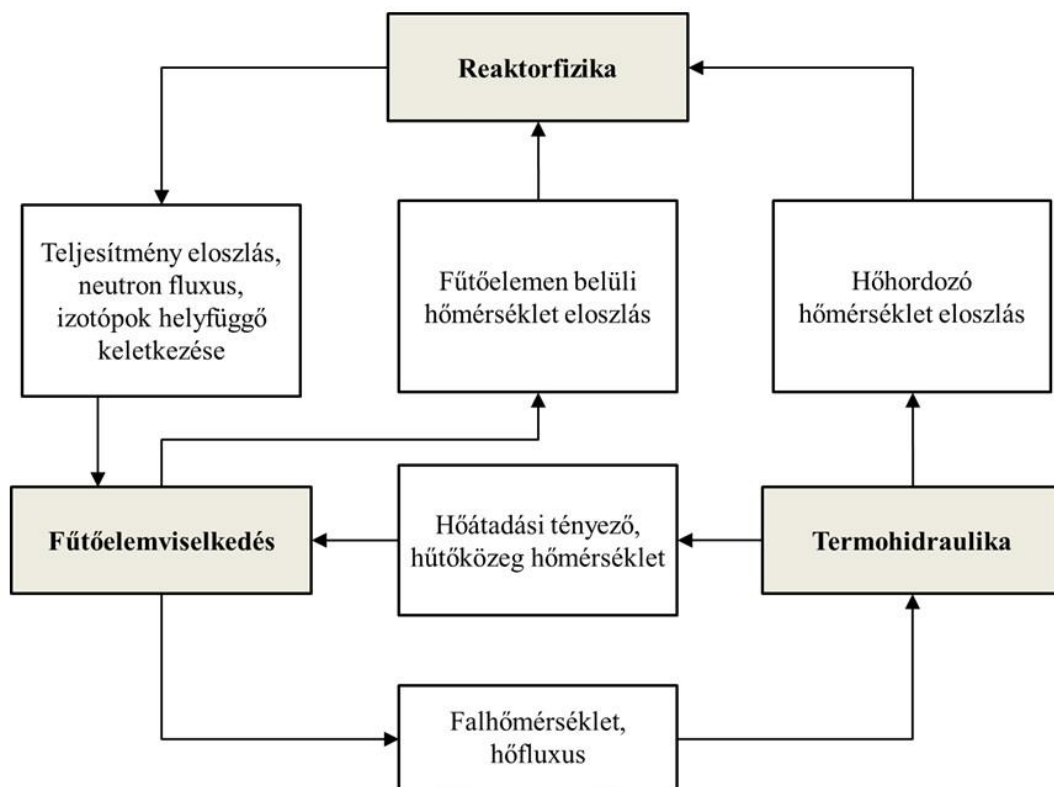 Reaktorfizika
Teljesítmény eloszlás,
neutron fluxus,
izotópok helyfüggő
keletkezése
Fűtőelemen belüli
hőmérséklet eloszlás
Hőhordozó
hőmérséklet eloszlás
Fűtőelemviselkedés
Hőátadási tényező,
hűtőközeg hőmérséklet
Termohidraulika
Falhőmérséklet,
hőfluxus